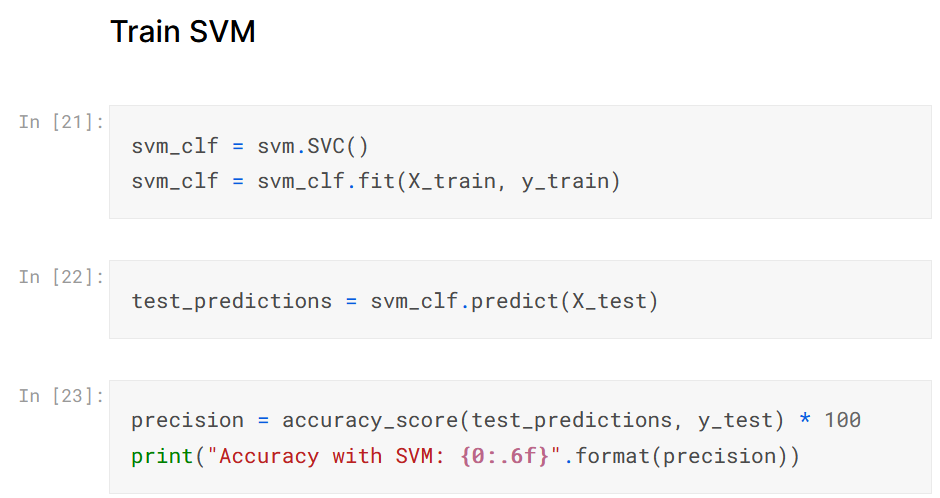 Train SVM
In [21]:
svm_clf = svm.SVC()
svm_clf = svm_clf.fit(X_train, y_train)
In [22]:
test_predictions = svm_clf.predict(X_test)
In [23]:
precision = accuracy_score(test_predictions, y_test) * 100
print("Accuracy with SVM: {0:.6f}".format(precision))